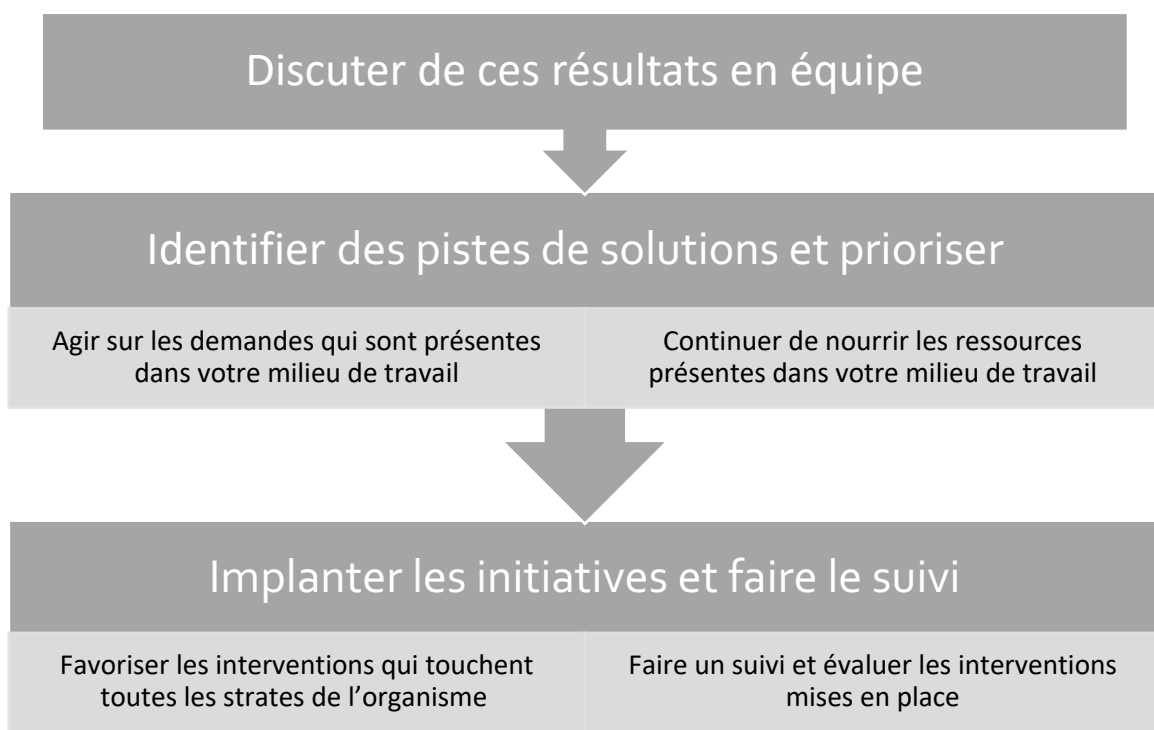 Discuter de ces résultats en équipe
Identifier des pistes de solutions et prioriser
Agir sur les demandes qui sont présentes
dans votre milieu de travail
Continuer de nourrir les ressources
présentes dans votre milieu de travail
Implanter les initiatives et faire le suivi
Favoriser les interventions qui touchent
toutes les strates de l’organisme
Faire un suivi et évaluer les interventions
mises en place